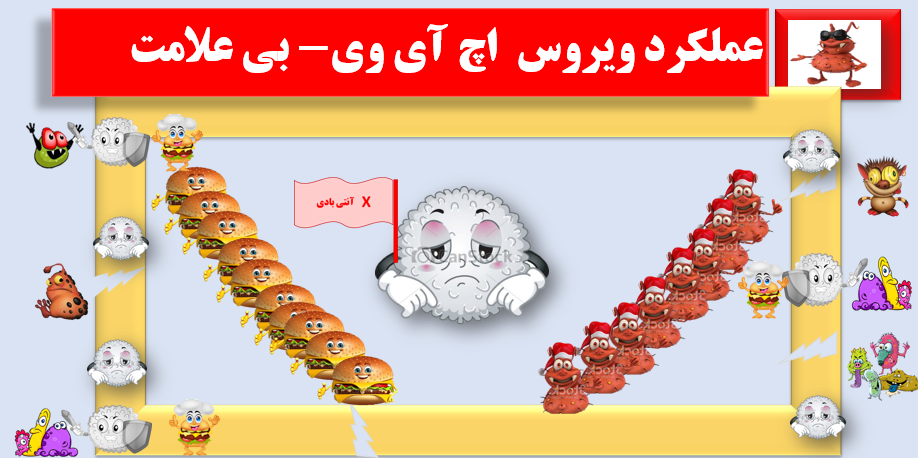 عملکرد ویروس اچ آی وی– بی علامت
X آنتی بادی